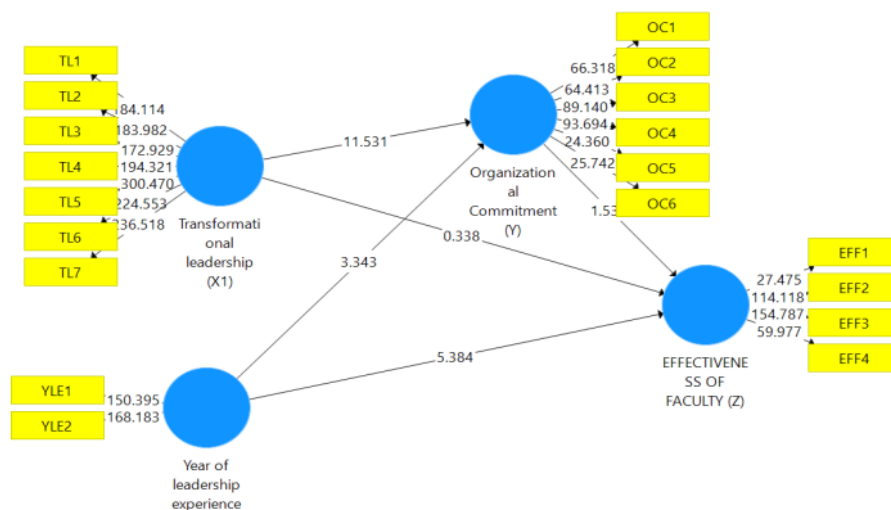 TL1
TL2
TL3
TL4
TL5
TL6
TL7
183.982
172.929
194.321
300.470
224.553
Transformati
onal
leadership
(X1)
11.531
0.338
3.343
5.384
1.53
Organization
al
Commitment
(Y)
66.318
64.413
89.140
93.694
24.360
25.742
OC1
OC2
OC3
OC4
OC5
OC6
YLE1
YLE2
150.395
168.183
Year of
leadership
experience
EFFECTIVENE
SS OF
FACULTY (Z)
27.475
114.118
154.787
59.977
EFF1
EFF2
EFF3
EFF4